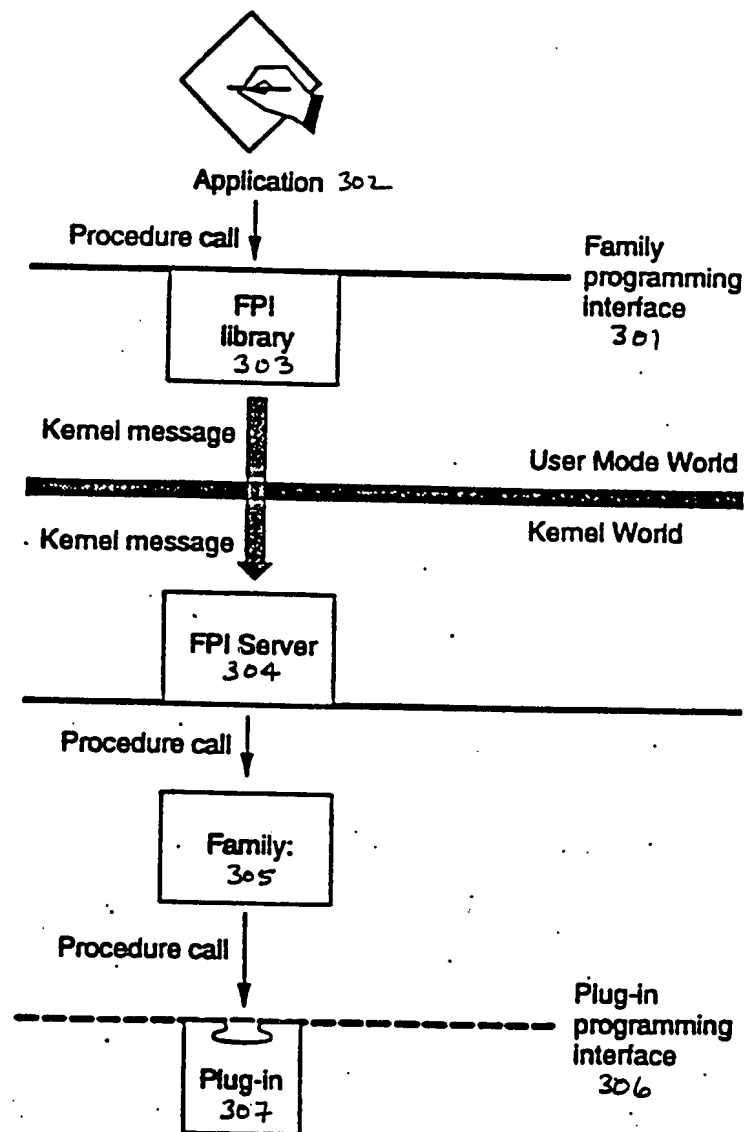 Application 302
Procedure call
Family
programming
interface
301
FPI
library
303
Kernel message
User Mode World
Kernel message
Kernel World
FPI Server
304
Procedure call
Family:
305
Procedure call
Plug-in
programming
interface
306
Plug-in
307